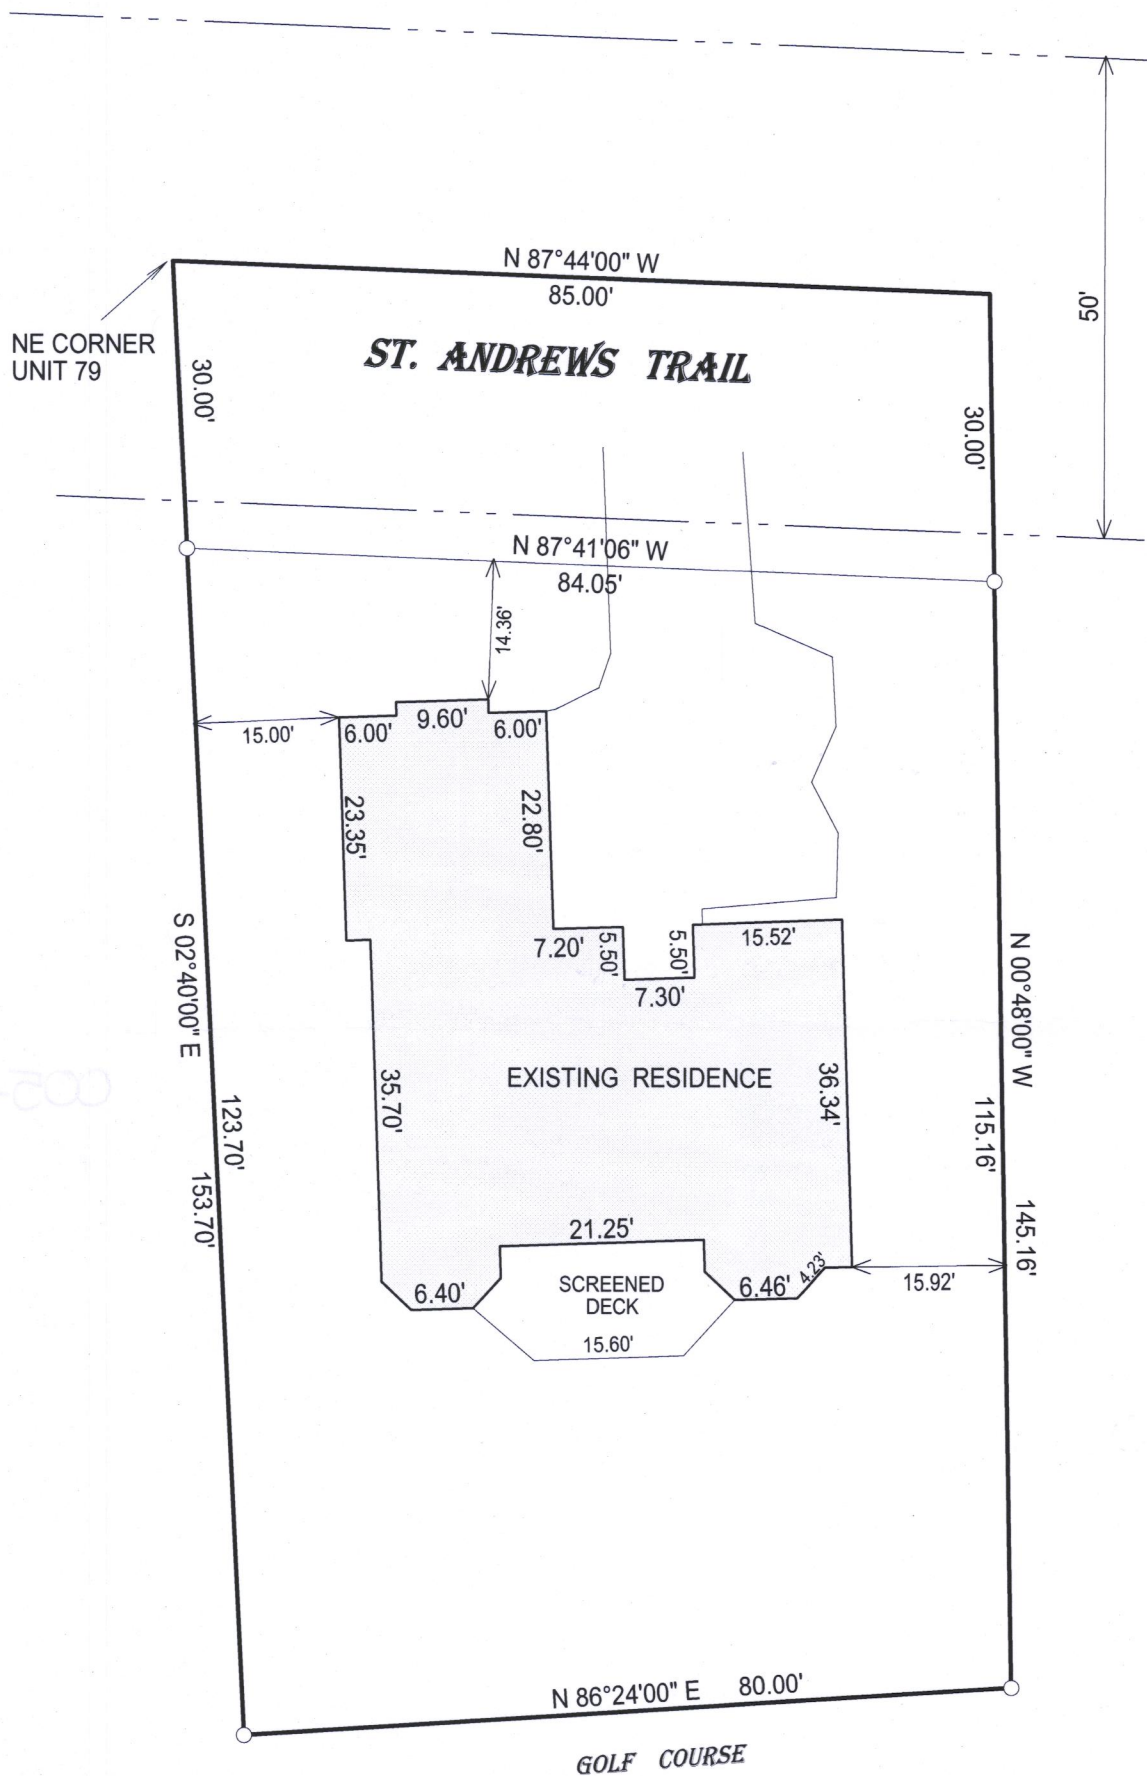 N 87°44'00" W
85.00'
50'
NE CORNER
UNIT 79
ST. ANDREWS TRAIL
30.00'
30.00'
N 87°41'06" W
84.05'
14.36'
15.00'
6.00'
9.60'
6.00'
23.35'
22.80'
7.20'
5.50'
5.50'
7.30'
15.52'
S 02°40'00" E
N 00°48'00" W
EXISTING RESIDENCE
35.70'
36.34'
123.70'
115.16'
153.70'
145.16'
21.25'
SCREENED
DECK
6.40'
6.46'
4.23'
15.92'
15.60'
N 86°24'00" E 80.00'
GOLF COURSE